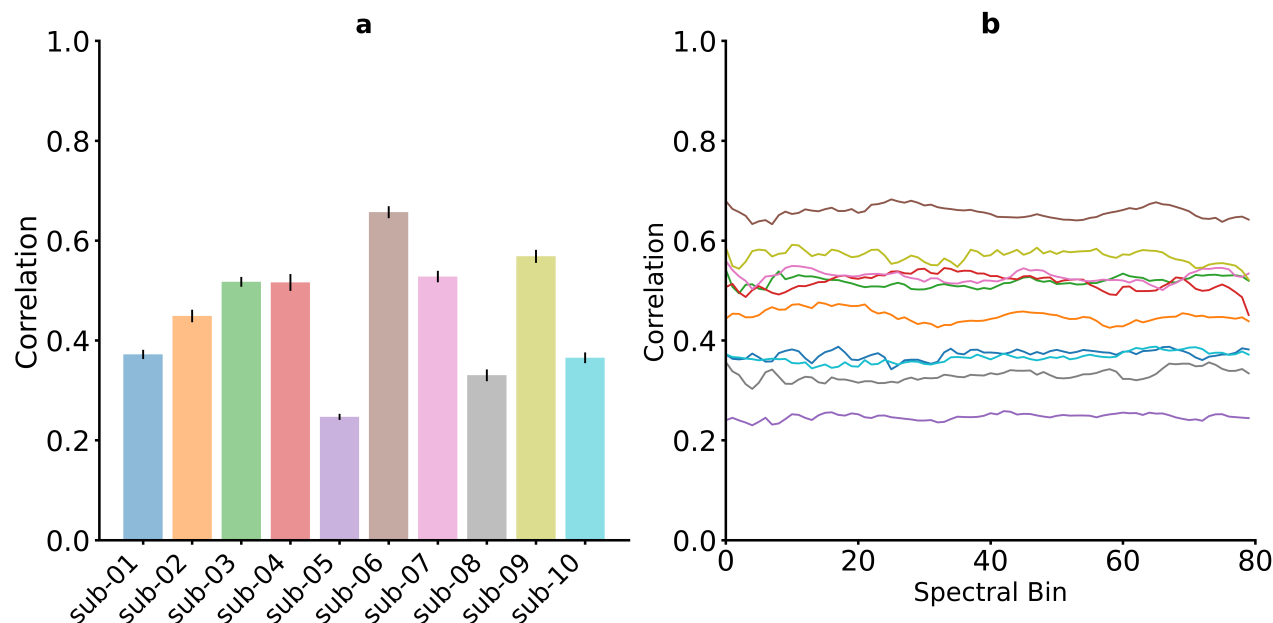 a
1.0
0.8
0.6
0.4
0.2
0.0
Correlation
sub-01
sub-02
sub-03
sub-04
sub-05
sub-06
sub-07
sub-08
sub-09
sub-10
b
1.0
0.8
0.6
0.4
0.2
0.0
Correlation
0 20 40 60 80
Spectral Bin